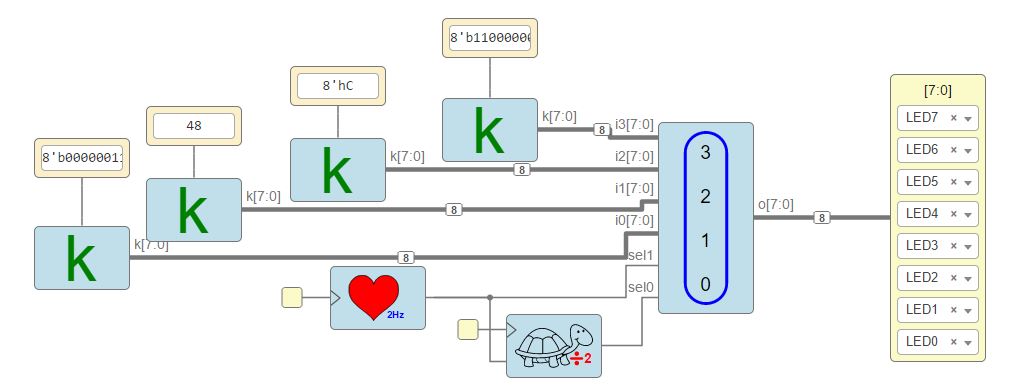 8'b1100000
k
k[7:0]
8
8'hC
k
k[7:0]
8
48
k
k[7:0]
8
8'b0000001
k
k[7:0]
8
i3[7:0]
i2[7:0]
i1[7:0]
i0[7:0]
sel1
sel0
3
2
1
0
o[7:0]
8
2Hz
÷2
[7:0]
LED7 ×
LED6 ×
LED5 ×
LED4 ×
LED3 ×
LED2 ×
LED1 ×
LED0 ×